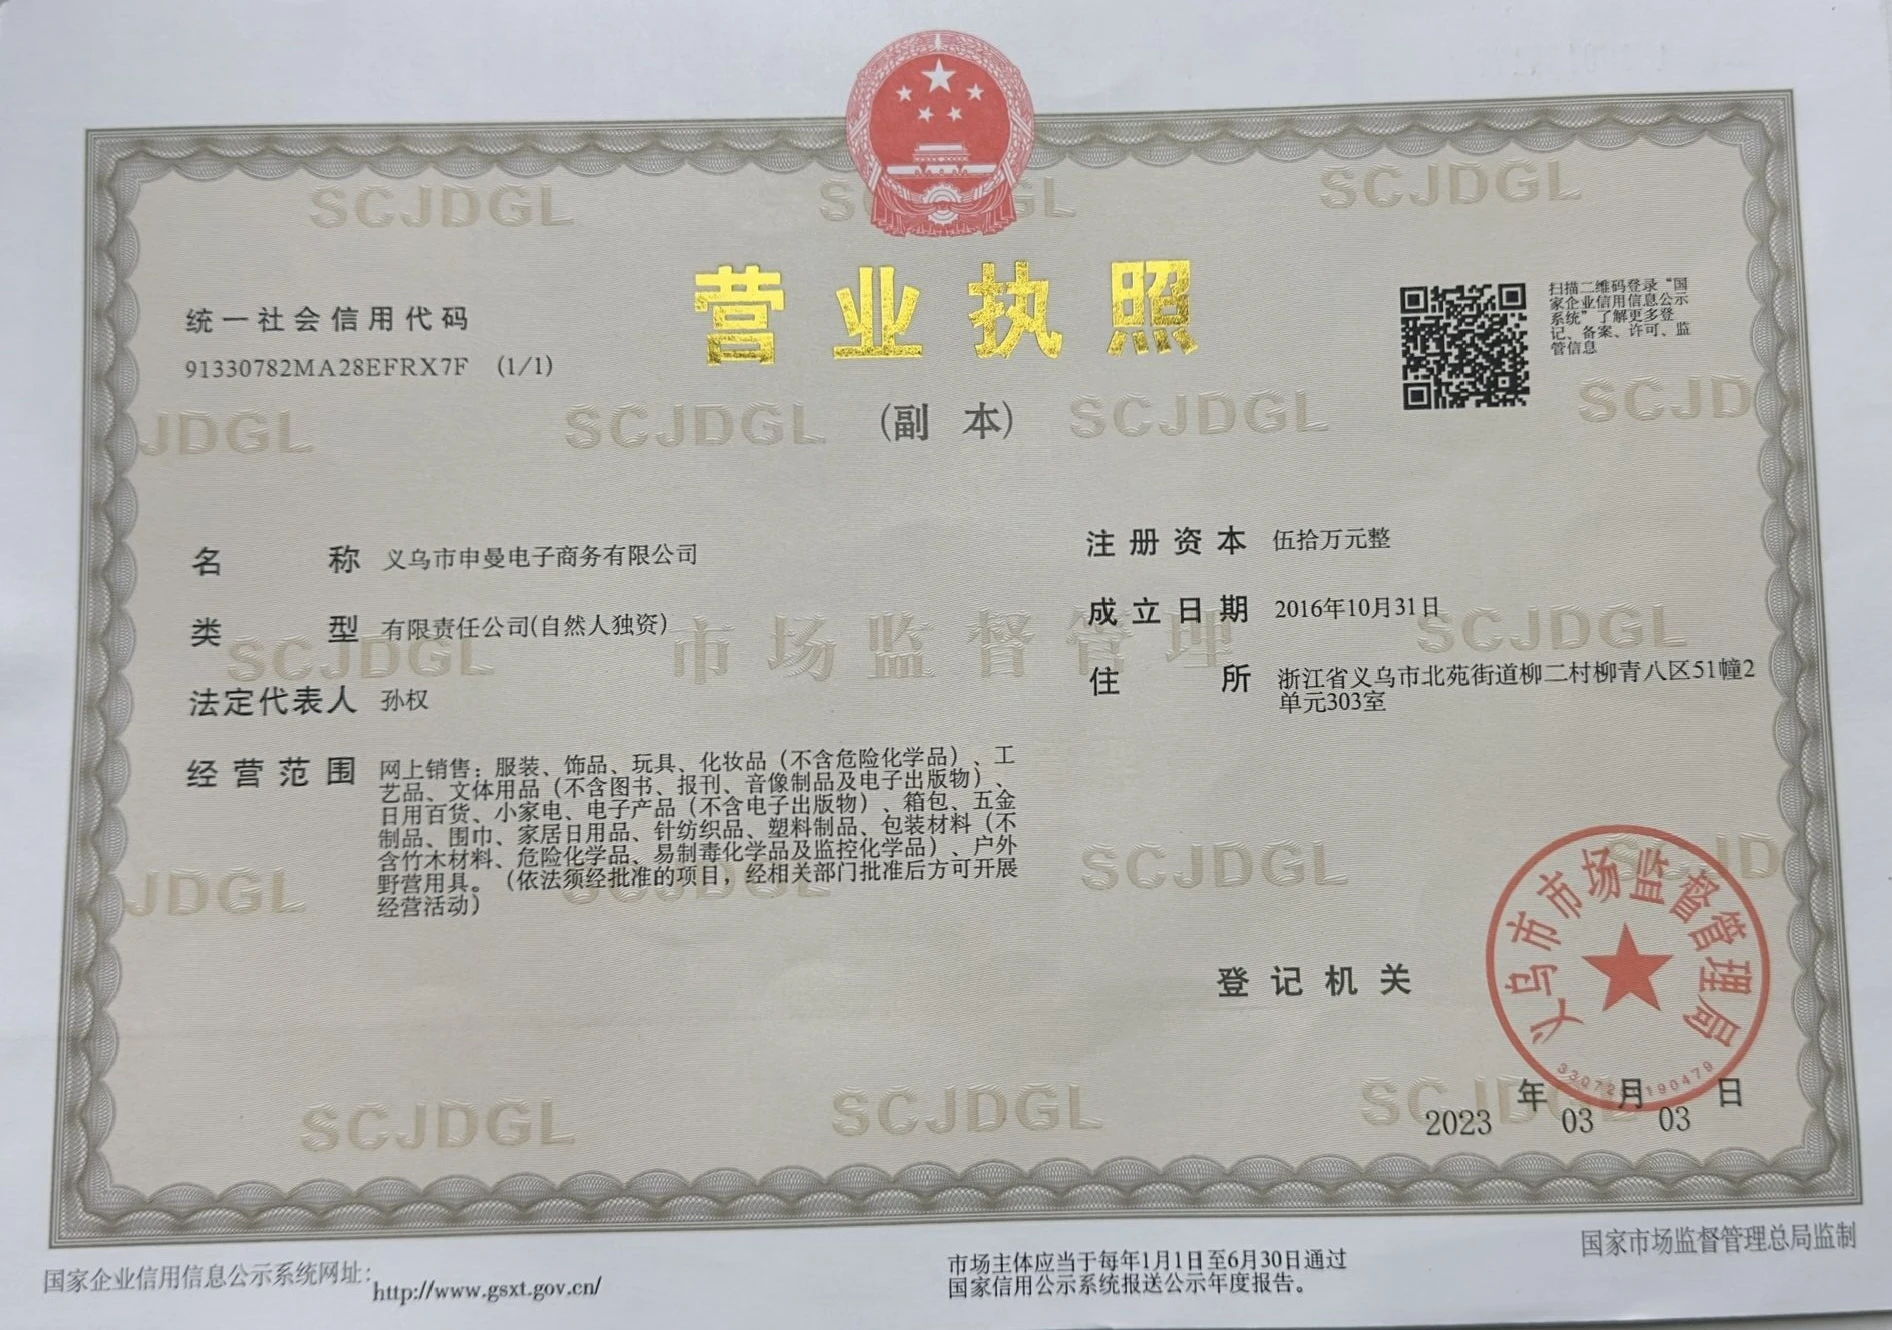 营业执照
(副 本)
统一社会信用代码
91330782MA28EFRX7F (1/1)
扫描二维码登录“国
家企业信用信息公示
系统”了解更多登
记、备案、许可、监
管信息
名 称 义乌市申曼电子商务有限公司
类 型 有限责任公司(自然人独资)
法定代表人 孙权
经营范围 网上销售：服装、饰品、玩具、化妆品（不含危险化学品）、工
艺品、文体用品（不含图书、报刊、音像制品及电子出版物）、
日用百货、小家电、电子产品（不含电子出版物）、箱包、五金
制品、围巾、家居日用品、针纺织品、塑料制品、包装材料（不
含竹木材料、危险化学品、易制毒化学品及监控化学品）、户外
野营用具。（依法须经批准的项目，经相关部门批准后方可开展
经营活动）
注册资本 伍拾万元整
成立日期 2016年10月31日
住 所 浙江省义乌市北苑街道柳二村柳青八区51幢2
单元303室
登记机关
义乌市市场监督管理局
2023 年 03 月 03 日
SCJDGL
市场监督管理
国家企业信用信息公示系统网址：http://www.gsxt.gov.cn/
市场主体应当于每年1月1日至6月30日通过
国家信用公示系统报送公示年度报告。
国家市场监督管理总局监制